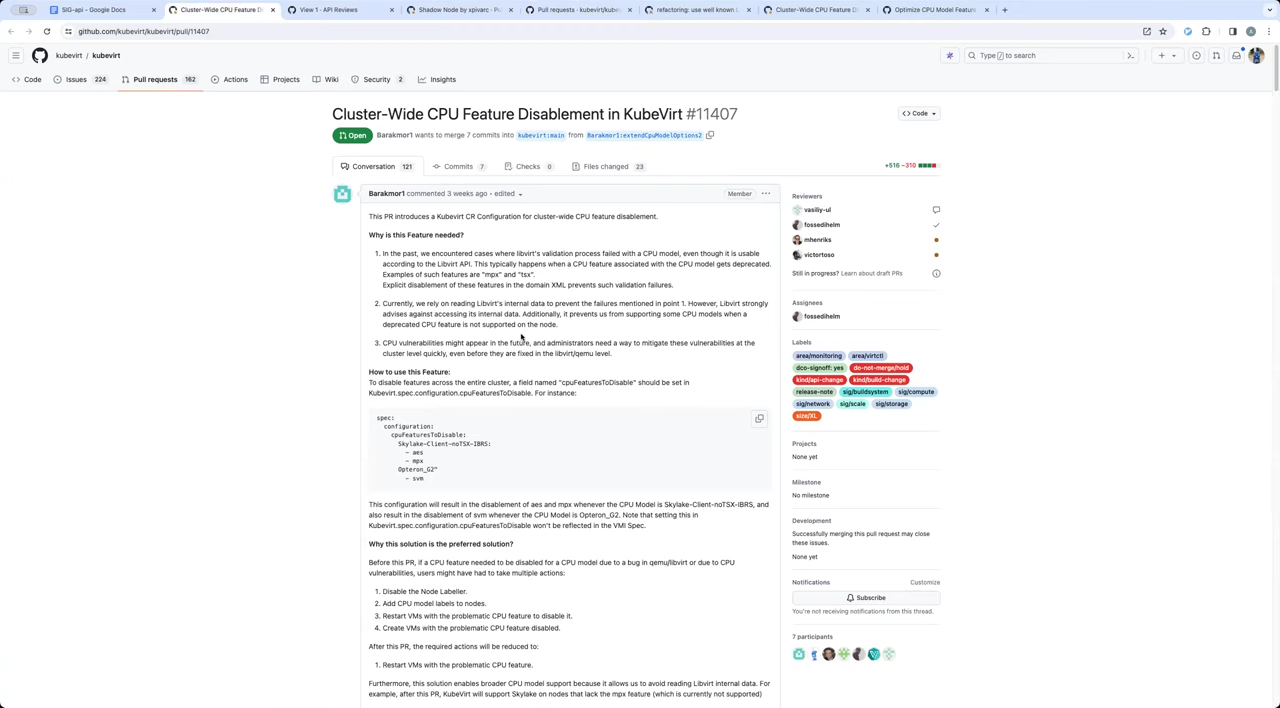 SIG-api - Google Docs
Cluster-Wide CPU Feature Di
View 1 · API Reviews
Shadow Node by xpivarc · Pu
Pull requests · kubevirt/kubev
refactoring: use well known l
Cluster-Wide CPU Feature Di
Optimize CPU Model Feature
github.com/kubevirt/kubevirt/pull/11407
kubevirt / kubevirt
Type / to search
Code
Issues 224
Pull requests 162
Actions
Projects
Wiki
Security 2
Insights
Cluster-Wide CPU Feature Disablement in KubeVirt #11407
<> Code
Open Barakmor1 wants to merge 7 commits into kubevirt:main from Barakmor1:extendCpuModelOptions2
Conversation 121
Commits 7
Checks 0
Files changed 23
+516 −310
Barakmor1 commented 3 weeks ago · edited
Member
This PR introduces a Kubevirt CR Configuration for cluster-wide CPU feature disablement.
Why is this Feature needed?
1. In the past, we encountered cases where libvirt's validation process failed with a CPU model, even though it is usable
according to the Libvirt API. This typically happens when a CPU feature associated with the CPU model gets deprecated.
Examples of such features are "mpx" and "tsx".
Explicit disablement of these features in the domain XML prevents such validation failures.
2. Currently, we rely on reading Libvirt's internal data to prevent the failures mentioned in point 1. However, Libvirt strongly
advises against accessing its internal data. Additionally, it prevents us from supporting some CPU models when a
deprecated CPU feature is not supported on the node.
3. CPU vulnerabilities might appear in the future, and administrators need a way to mitigate these vulnerabilities at the
cluster level quickly, even before they are fixed in the libvirt/qemu level.
How to use this Feature:
To disable features across the entire cluster, a field named "cpuFeaturesToDisable" should be set in
Kubevirt.spec.configuration.cpuFeaturesToDisable. For instance:
spec:
configuration:
cpuFeaturesToDisable:
Skylake-Client-noTSX-IBRS:
- aes
- mpx
Opteron_G2"
- svm
This configuration will result in the disablement of aes and mpx whenever the CPU Model is Skylake-Client-noTSX-IBRS, and
also result in the disablement of svm whenever the CPU Model is Opteron_G2. Note that setting this in
Kubevirt.spec.configuration.cpuFeaturesToDisable won't be reflected in the VMI Spec.
Why this solution is the preferred solution?
Before this PR, if a CPU feature needed to be disabled for a CPU model due to a bug in qemu/libvirt or due to CPU
vulnerabilities, users might have had to take multiple actions:
1. Disable the Node Labeller.
2. Add CPU model labels to nodes.
3. Restart VMs with the problematic CPU feature to disable it.
4. Create VMs with the problematic CPU feature disabled.
After this PR, the required actions will be reduced to:
1. Restart VMs with the problematic CPU feature.
Furthermore, this solution enables broader CPU model support because it allows us to avoid reading Libvirt internal data. For
example, after this PR, KubeVirt will support Skylake on nodes that lack the mpx feature (which is currently not supported)
Reviewers
vasiliy-ul
fossedihelm
mhenriks
victortoso
Still in progress? Learn about draft PRs
Assignees
fossedihelm
Labels
area/monitoring area/virtctl
dco-signoff: yes do-not-merge/hold
kind/api-change kind/build-change
release-note sig/buildsystem sig/compute
sig/network sig/scale sig/storage
size/XL
Projects
None yet
Milestone
No milestone
Development
Successfully merging this pull request may close
these issues.
None yet
Notifications Customize
Subscribe
You're not receiving notifications from this thread.
7 participants